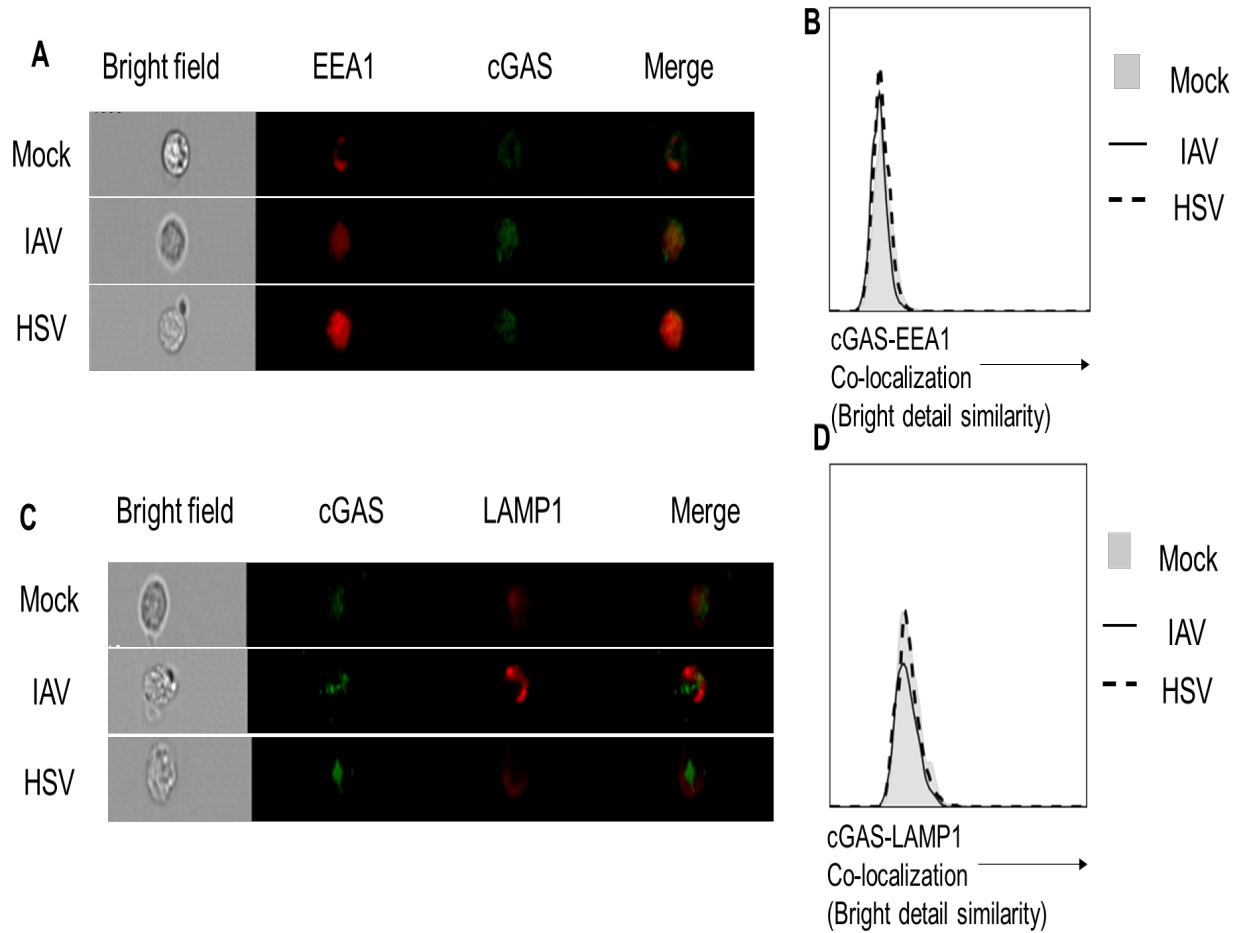 A
Bright field EEA1 cGAS Merge
Mock
IAV
HSV
B
Mock
IAV
HSV
cGAS-EEA1
Co-localization
(Bright detail similarity)
C
Bright field cGAS LAMP1 Merge
Mock
IAV
HSV
D
Mock
IAV
HSV
cGAS-LAMP1
Co-localization
(Bright detail similarity)